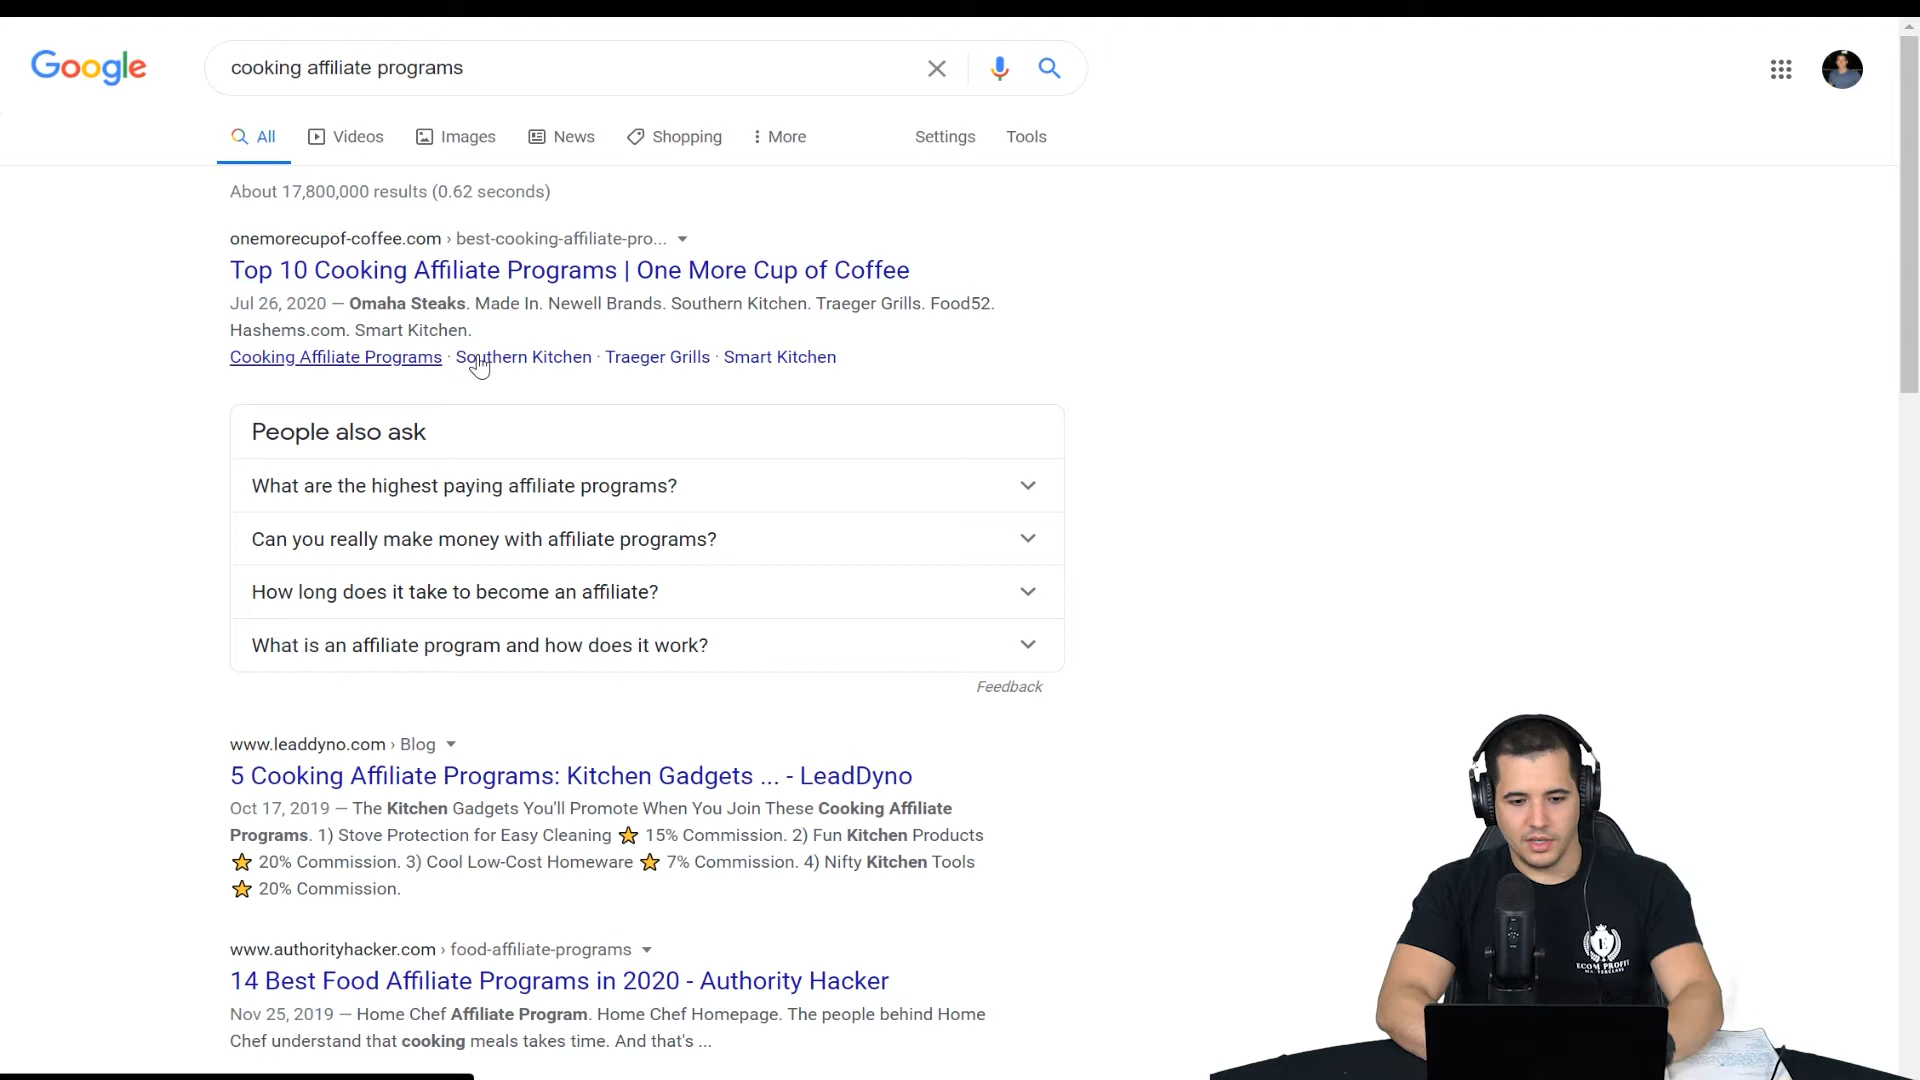 Google
cooking affiliate programs
All Videos Images News Shopping More Settings Tools
About 17,800,000 results (0.62 seconds)
onemorecupof-coffee.com › best-cooking-affiliate-pro...
Top 10 Cooking Affiliate Programs | One More Cup of Coffee
Jul 26, 2020 — Omaha Steaks. Made In. Newell Brands. Southern Kitchen. Traeger Grills. Food52.
Hashems.com. Smart Kitchen.
Cooking Affiliate Programs · Southern Kitchen · Traeger Grills · Smart Kitchen
People also ask
What are the highest paying affiliate programs?
Can you really make money with affiliate programs?
How long does it take to become an affiliate?
What is an affiliate program and how does it work?
Feedback
www.leaddyno.com › Blog
5 Cooking Affiliate Programs: Kitchen Gadgets ... - LeadDyno
Oct 17, 2019 — The Kitchen Gadgets You'll Promote When You Join These Cooking Affiliate
Programs. 1) Stove Protection for Easy Cleaning ⭐ 15% Commission. 2) Fun Kitchen Products
⭐ 20% Commission. 3) Cool Low-Cost Homeware ⭐ 7% Commission. 4) Nifty Kitchen Tools
⭐ 20% Commission.
www.authorityhacker.com › food-affiliate-programs
14 Best Food Affiliate Programs in 2020 - Authority Hacker
Nov 25, 2019 — Home Chef Affiliate Program. Home Chef Homepage. The people behind Home
Chef understand that cooking meals takes time. And that's ...
E
ECOM PROFIT
MASTERCLASS